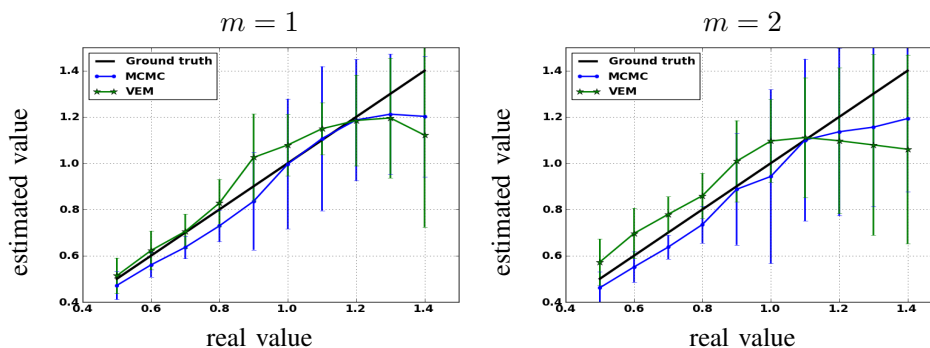 m = 1
m = 2
Ground truth
MCMC
VEM
Ground truth
MCMC
VEM
estimated value
1.4
1.2
1.0
0.8
0.6
0.4
0.4 0.6 0.8 1.0 1.2 1.4
real value
estimated value
1.4
1.2
1.0
0.8
0.6
0.4
0.4 0.6 0.8 1.0 1.2 1.4
real value